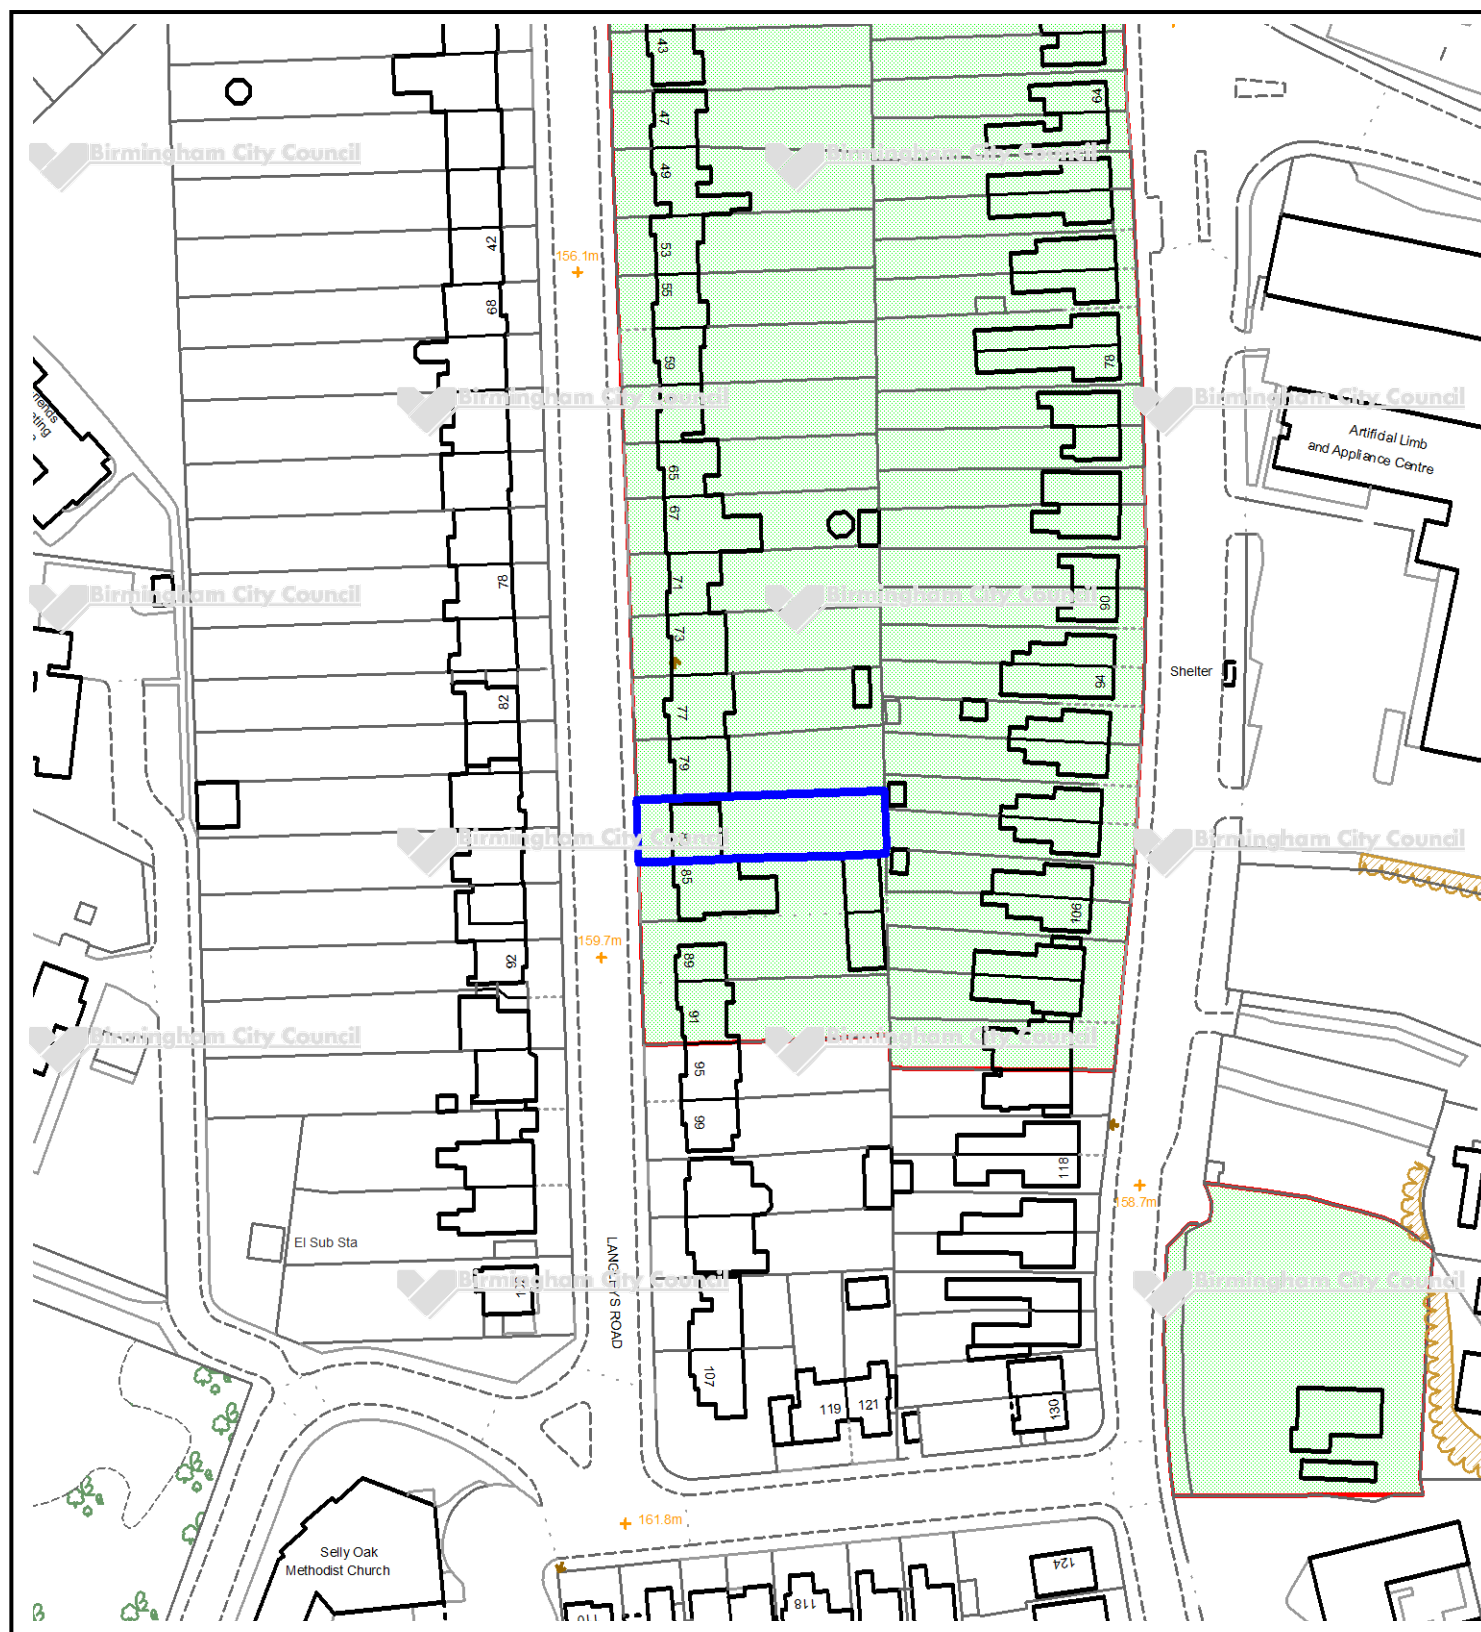 43
64
47
Birmingham City Council
Birmingham City Council
49
42
53
156.1m
55
68
59
78
Birmingham City Council
Birmingham City Council
Artificial Limb
and Appliance Centre
65
67
78
71
Birmingham City Council
Birmingham City Council
90
73
Shelter
94
82
77
79
Birmingham City Council
Birmingham City Council
85
106
159.7m
92
89
91
Birmingham City Council
Birmingham City Council
95
99
118
158.7m
El Sub Sta
LANGLEYS ROAD
Birmingham City Council
Birmingham City Council
107
119
121
130
161.8m
Selly Oak
Methodist Church
124
118